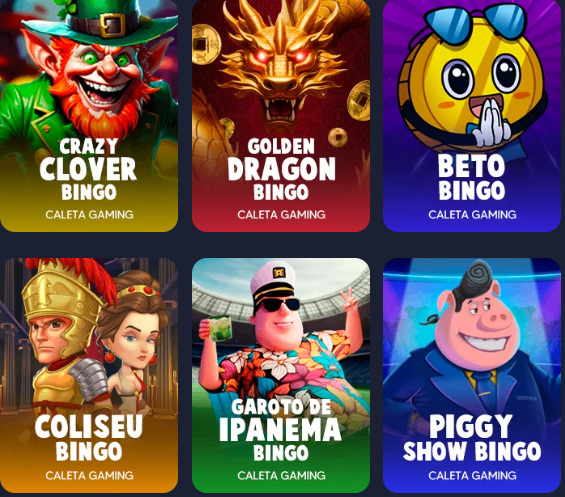 CRAZY
CLOVER
BINGO
CALETA GAMING
GOLDEN
DRAGON
BINGO
CALETA GAMING
BETO
BINGO
CALETA GAMING
COLISEU
BINGO
CALETA GAMING
GAROTO DE
IPANEMA
BINGO
CALETA GAMING
PIGGY
SHOW BINGO
CALETA GAMING